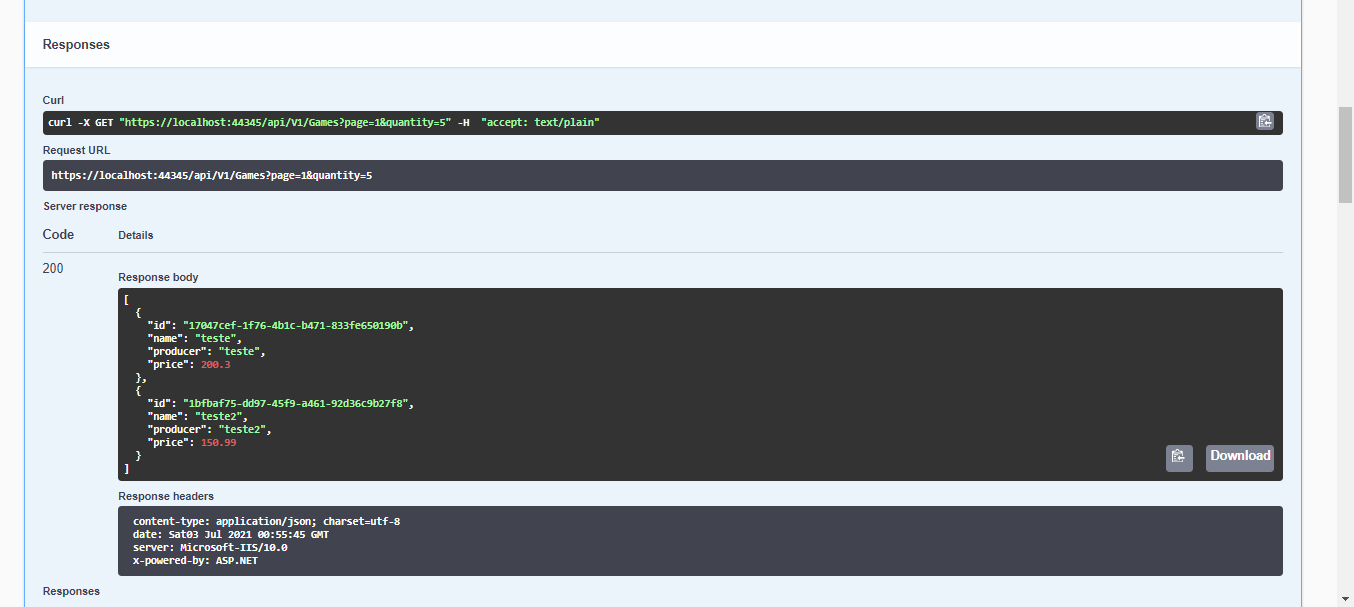 Responses
Curl
curl -X GET "https://localhost:44345/api/V1/Games?page=1&quantity=5" -H  "accept: text/plain"
Request URL
https://localhost:44345/api/V1/Games?page=1&quantity=5
Server response
Code Details
200
Response body
[
  {
    "id": "17047cef-1f76-4b1c-b471-833fe650190b",
    "name": "teste",
    "producer": "teste",
    "price": 200.3
  },
  {
    "id": "1bfbaf75-dd97-45f9-a461-92d36c9b27f8",
    "name": "teste2",
    "producer": "teste2",
    "price": 150.99
  }
]
Download
Response headers
content-type: application/json; charset=utf-8
date: Sat03 Jul 2021 00:55:45 GMT
server: Microsoft-IIS/10.0
x-powered-by: ASP.NET
Responses